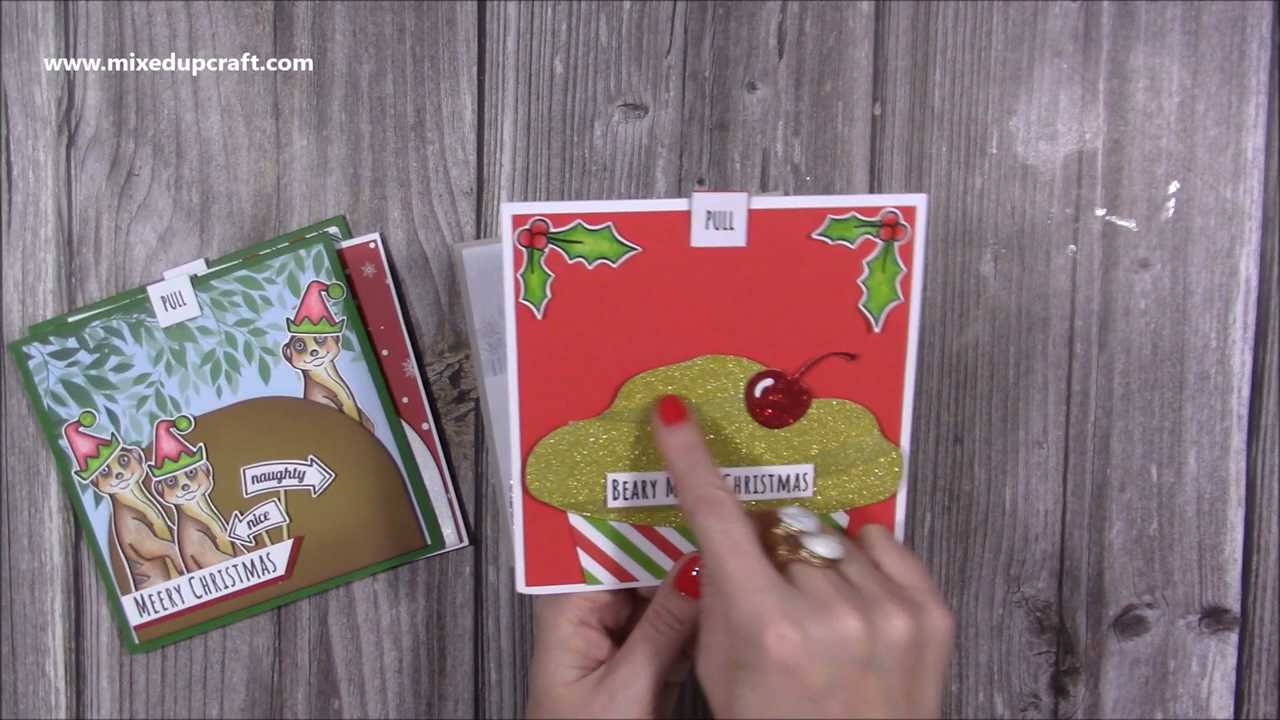 www.mixedupcraft.com
PULL
naughty
nice
MEERY CHRISTMAS
PULL
BEARY M CHRISTMAS